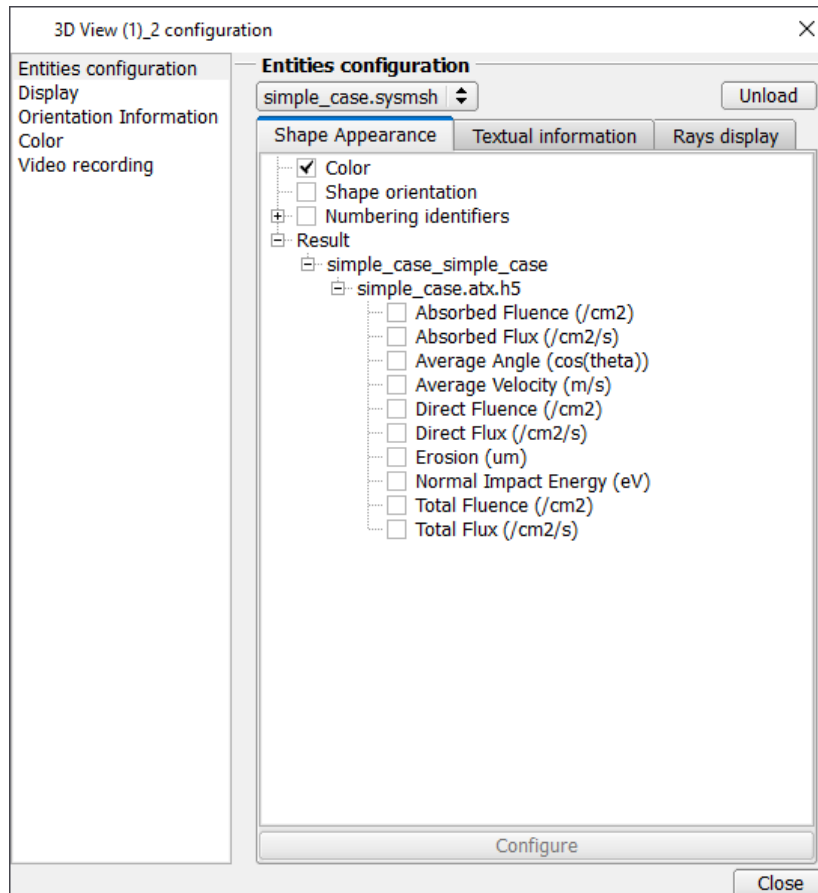 3D View (1)_2 configuration
Entities configuration
Display
Orientation Information
Color
Video recording
Entities configuration
simple_case.sysmsh
Unload
Shape Appearance
Textual information
Rays display
Color
Shape orientation
Numbering identifiers
Result
simple_case_simple_case
simple_case.atx.h5
Absorbed Fluence (/cm2)
Absorbed Flux (/cm2/s)
Average Angle (cos(theta))
Average Velocity (m/s)
Direct Fluence (/cm2)
Direct Flux (/cm2/s)
Erosion (um)
Normal Impact Energy (eV)
Total Fluence (/cm2)
Total Flux (/cm2/s)
Configure
Close